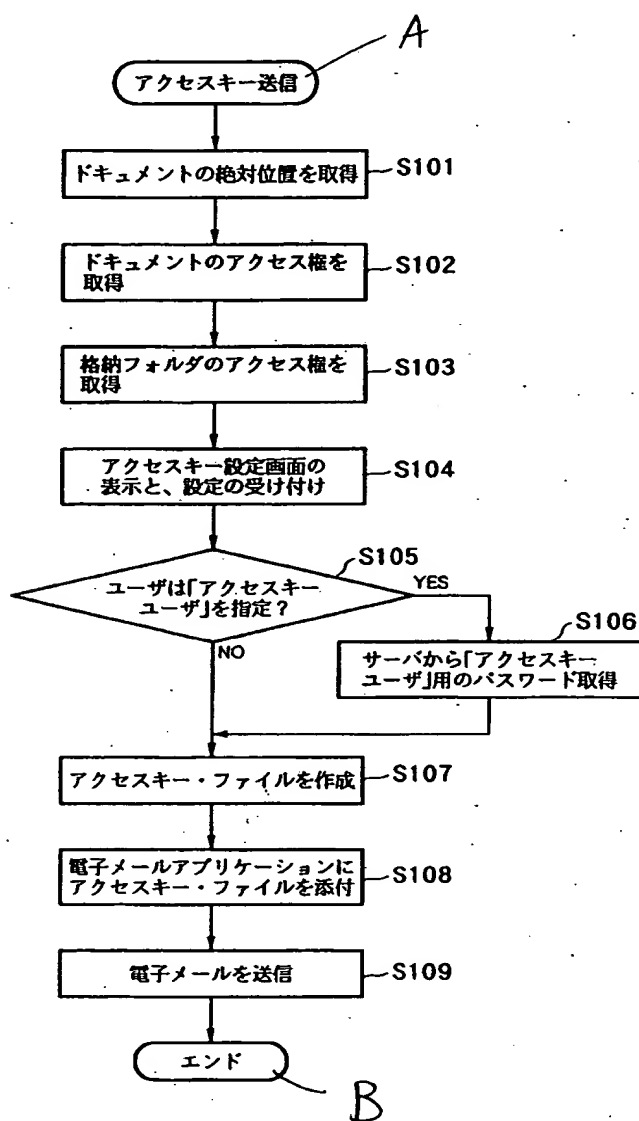 A
アクセスキー送信
ドキュメントの絶対位置を取得
S101
ドキュメントのアクセス権を
取得
S102
格納フォルダのアクセス権を
取得
S103
アクセスキー設定画面の
表示と、設定の受け付け
S104
S105
ユーザは「アクセスキー
ユーザ」を指定？
YES
NO
S106
サーバから「アクセスキー
ユーザ」用のパスワード取得
アクセスキー・ファイルを作成
S107
電子メールアプリケーションに
アクセスキー・ファイルを添付
S108
電子メールを送信
S109
エンド
B